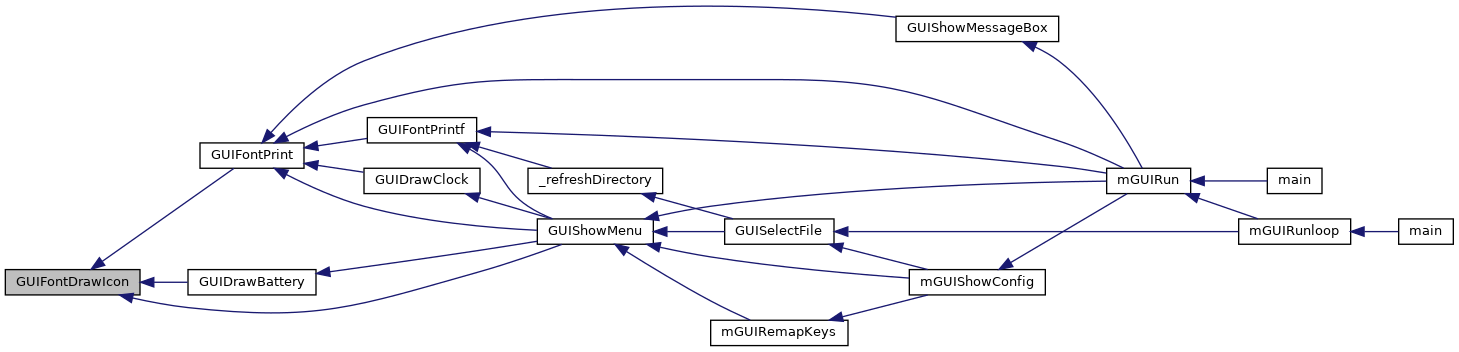 GUIShowMessageBox
GUIFontPrintf
GUIFontPrint
GUIDrawClock
_refreshDirectory
mGUIRun
main
GUIShowMenu
GUISelectFile
mGUIRunloop
main
GUIFontDrawIcon
GUIDrawBattery
mGUIShowConfig
mGUIRemapKeys